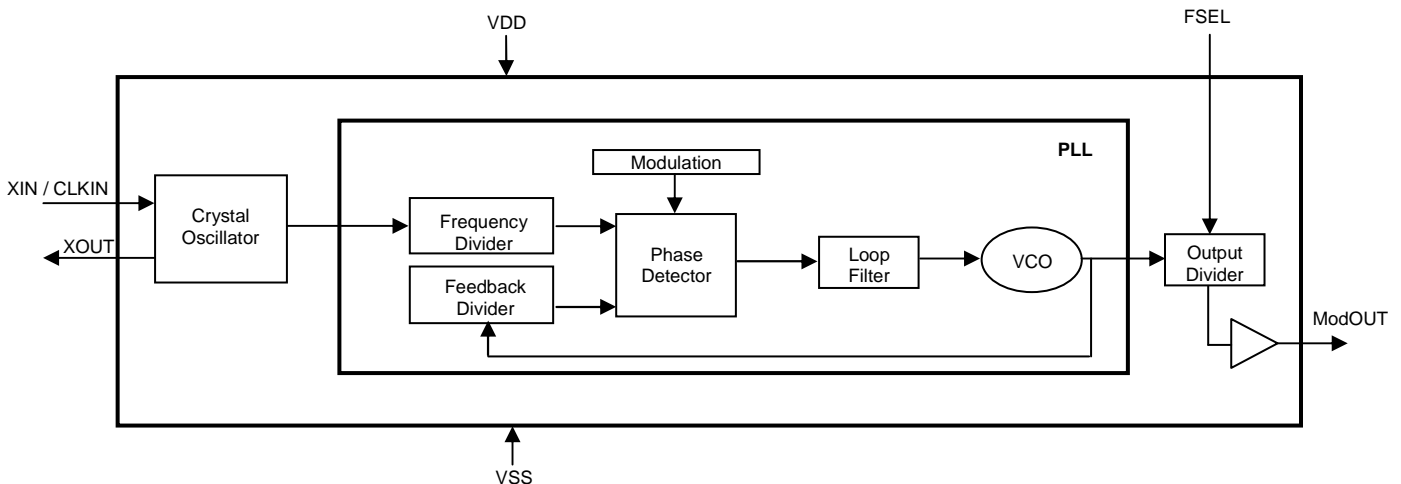 VDD
FSEL
PLL
Modulation
XIN / CLKIN
XOUT
Crystal
Oscillator
Frequency
Divider
Feedback
Divider
Phase
Detector
Loop
Filter
VCO
Output
Divider
ModOUT
VSS